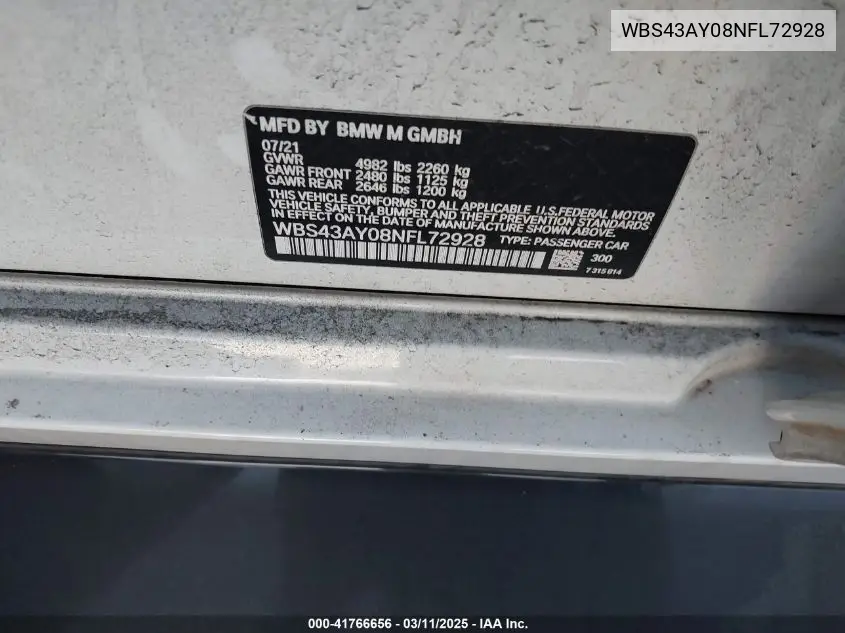 WBS43AY08NFL72928
MFD BY BMW M GMBH
07/21
GVWR 4982 lbs 2260 kg
GAWR FRONT 2480 lbs 1125 kg
GAWR REAR 2646 lbs 1200 kg
THIS VEHICLE CONFORMS TO ALL APPLICABLE U.S.FEDERAL MOTOR
VEHICLE SAFETY, BUMPER AND THEFT PREVENTION STANDARDS
IN EFFECT ON THE DATE OF MANUFACTURE SHOWN ABOVE.
WBS43AY08NFL72928 TYPE: PASSENGER CAR
300
7315614
000-41766656 - 03/11/2025 - IAA Inc.